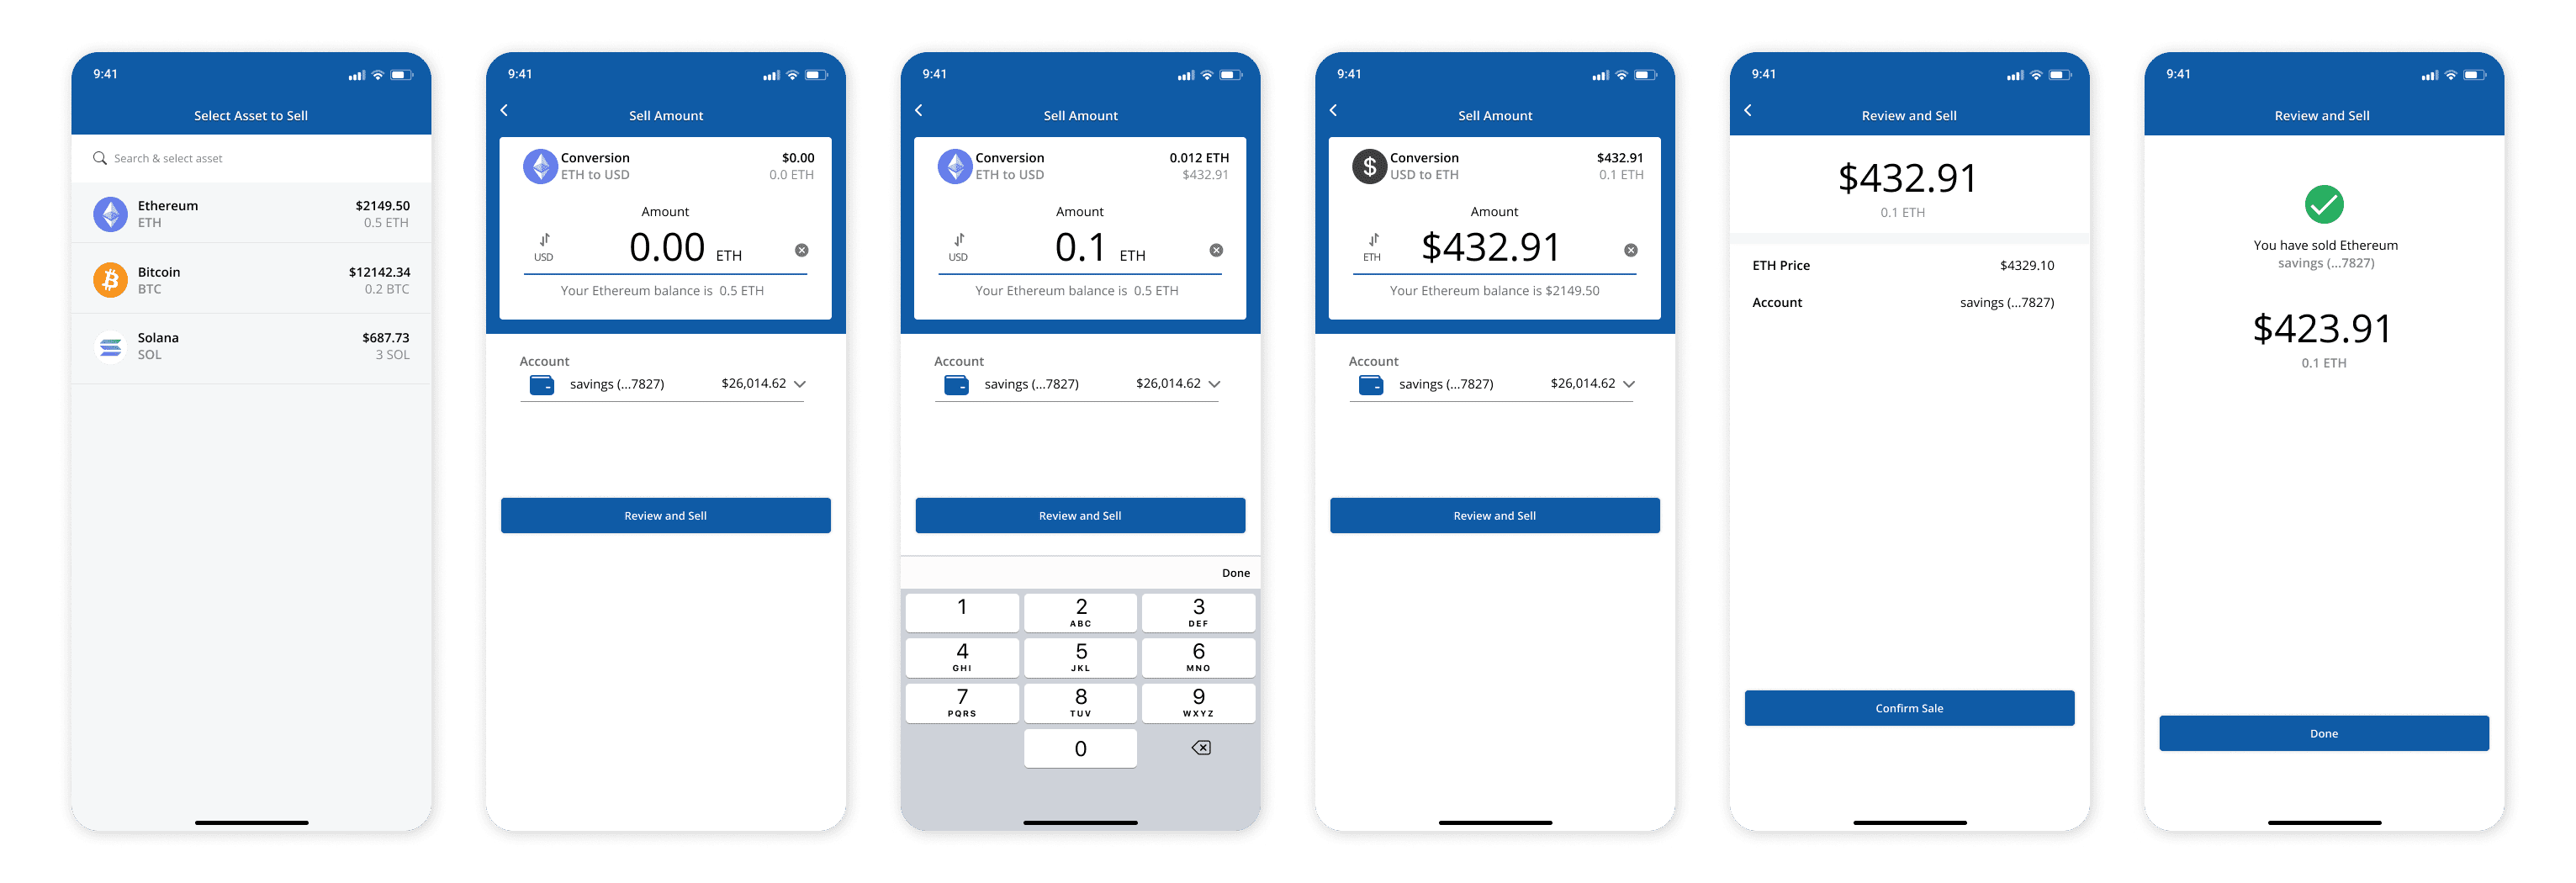 9:41
Select Asset to Sell
Search & select asset
Ethereum $2149.50
ETH 0.5 ETH
Bitcoin $12142.34
BTC 0.2 BTC
Solana $687.73
SOL 3 SOL
9:41
Sell Amount
Conversion $0.00
ETH to USD 0.0 ETH
Amount
USD 0.00 ETH
Your Ethereum balance is 0.5 ETH
Account
savings (...7827) $26,014.62
Review and Sell
9:41
Sell Amount
Conversion 0.012 ETH
ETH to USD $432.91
Amount
USD 0.1 ETH
Your Ethereum balance is 0.5 ETH
Account
savings (...7827) $26,014.62
Review and Sell
Done
1 2 3
ABC DEF
4 5 6
GHI JKL MNO
7 8 9
PQRS TUV WXYZ
0
9:41
Sell Amount
$ Conversion $432.91
USD to ETH 0.1 ETH
Amount
ETH $432.91
Your Ethereum balance is $2149.50
Account
savings (...7827) $26,014.62
Review and Sell
9:41
Review and Sell
$432.91
0.1 ETH
ETH Price $4329.10
Account savings (...7827)
Confirm Sale
9:41
Review and Sell
You have sold Ethereum
savings (...7827)
$423.91
0.1 ETH
Done